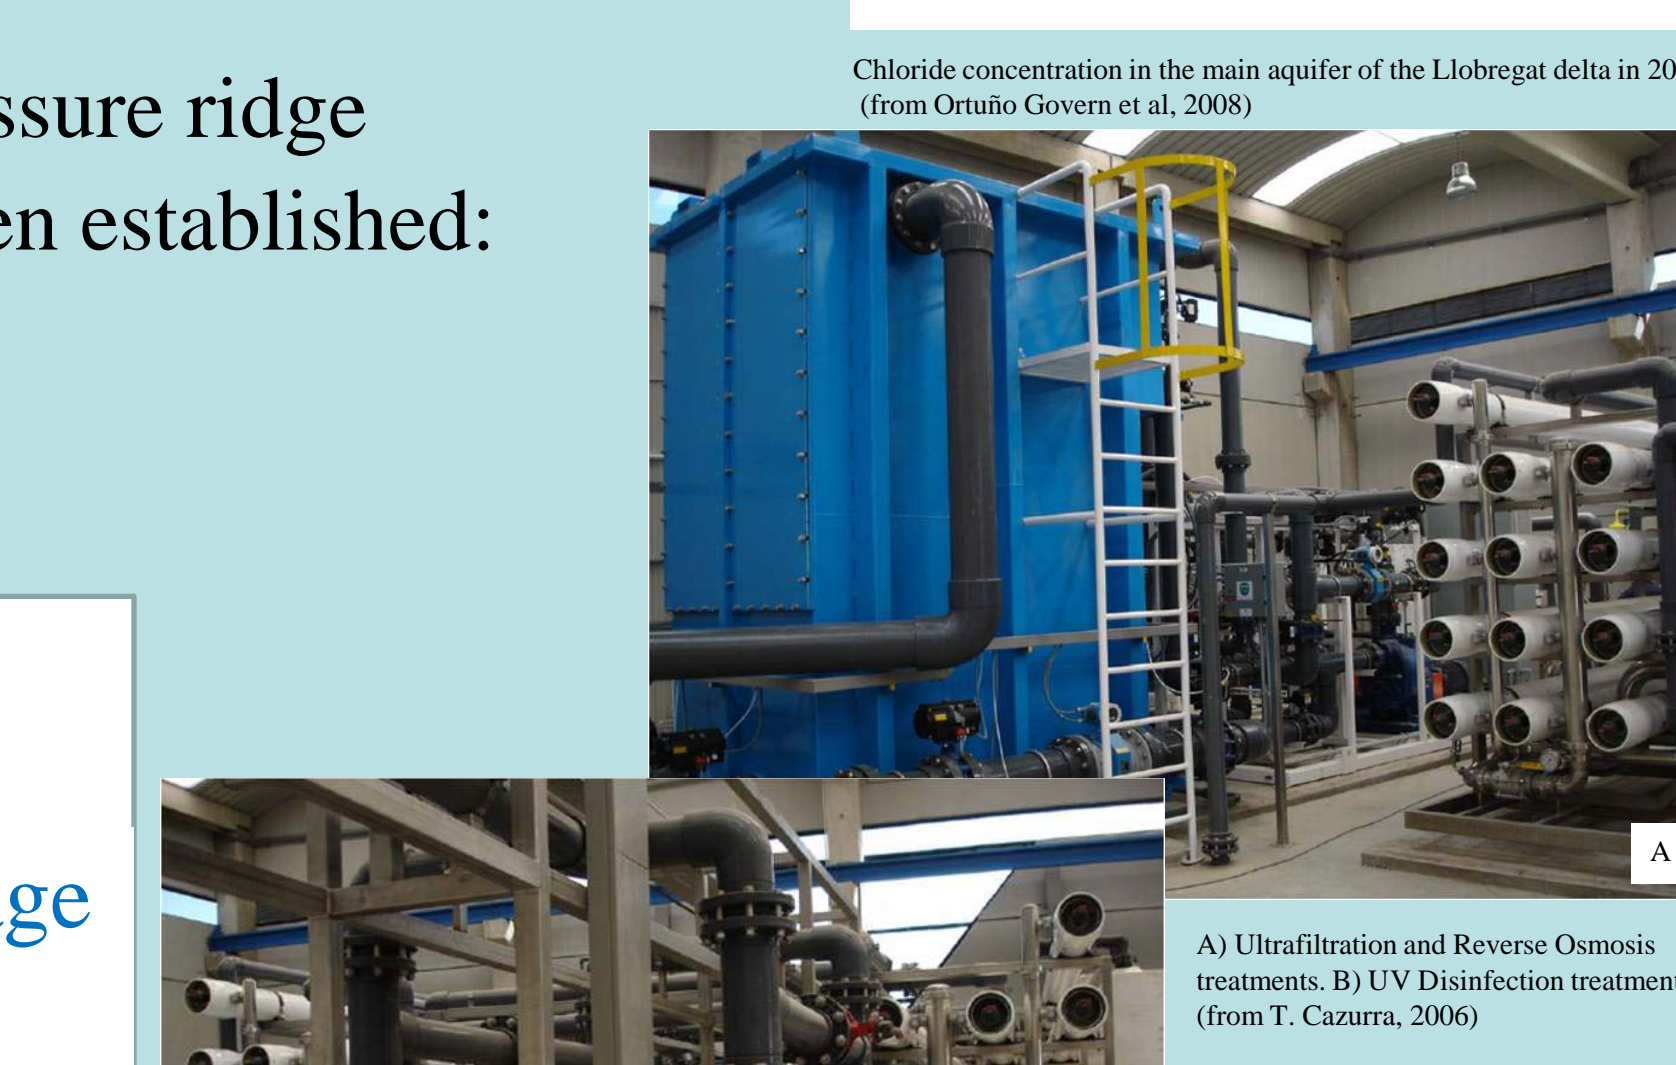 Chloride concentration in the main aquifer of the Llobregat delta in 20
(from Ortuño Govern et al, 2008)
ssure ridge
en established:
A
ge
A) Ultrafiltration and Reverse Osmosis
treatments. B) UV Disinfection treatment
(from T. Cazurra, 2006)